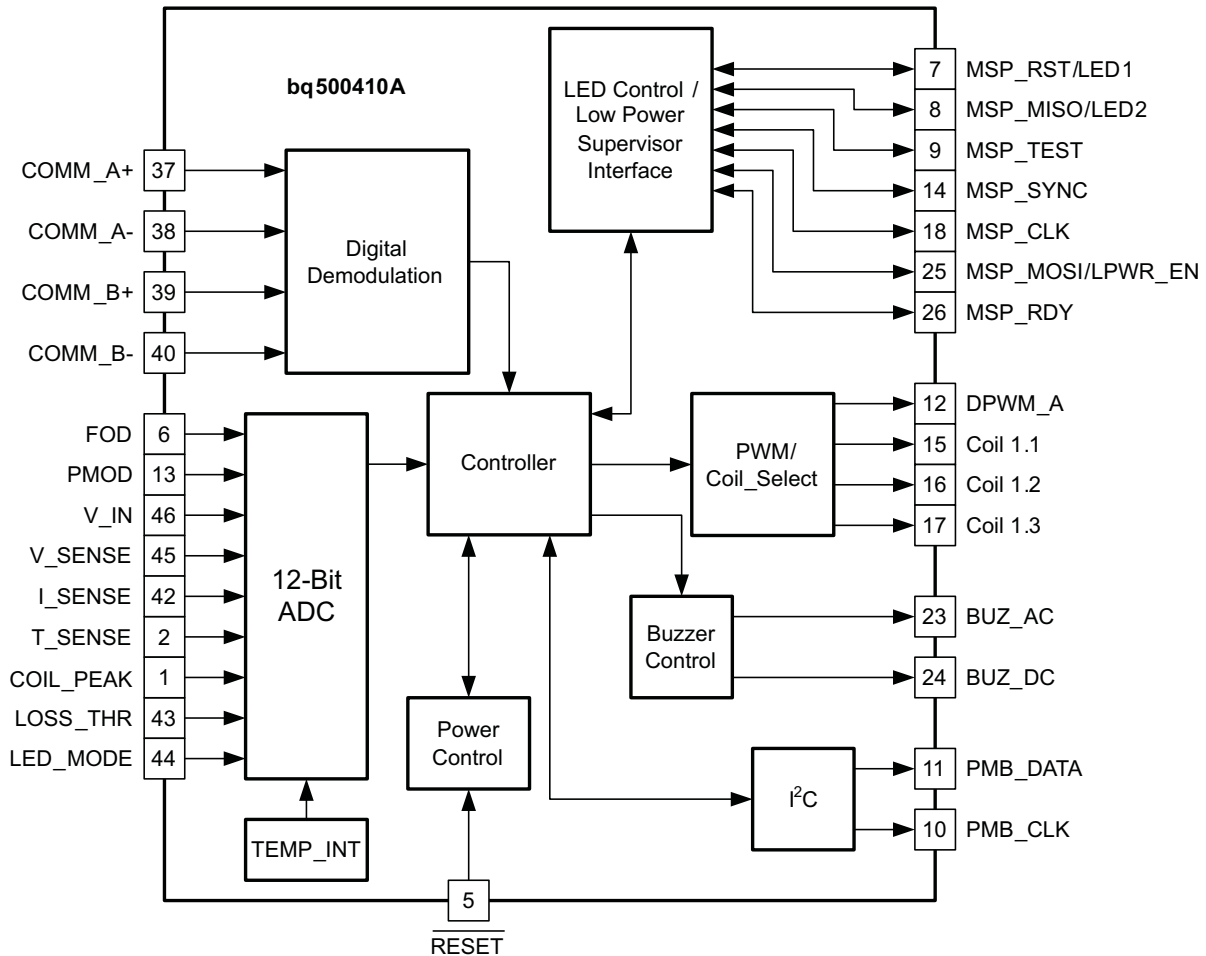 bq500410A
COMM_A+ 37
COMM_A- 38
COMM_B+ 39
COMM_B- 40
Digital
Demodulation
LED Control /
Low Power
Supervisor
Interface
7 MSP_RST/LED1
8 MSP_MISO/LED2
9 MSP_TEST
14 MSP_SYNC
18 MSP_CLK
25 MSP_MOSI/LPWR_EN
26 MSP_RDY
FOD 6
PMOD 13
V_IN 46
V_SENSE 45
I_SENSE 42
T_SENSE 2
COIL_PEAK 1
LOSS_THR 43
LED_MODE 44
12-Bit
ADC
TEMP_INT
Controller
PWM/
Coil_Select
12 DPWM_A
15 Coil 1.1
16 Coil 1.2
17 Coil 1.3
Buzzer
Control
23 BUZ_AC
24 BUZ_DC
Power
Control
I²C
11 PMB_DATA
10 PMB_CLK
5
RESET